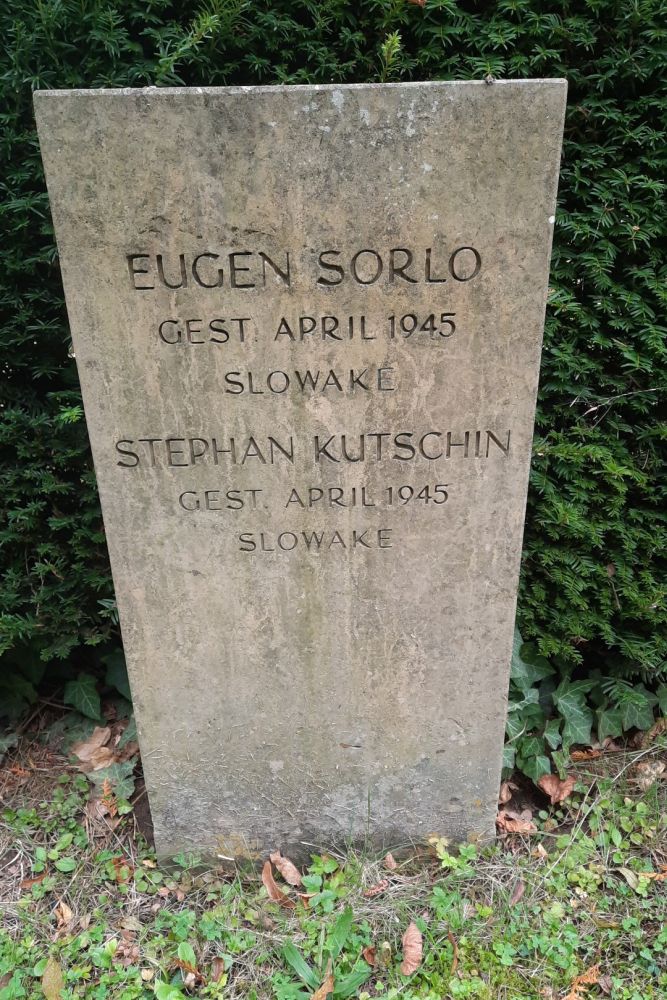 EUGEN SORLO
GEST. APRIL 1945
SLOWAKE
STEPHAN KUTSCHIN
GEST. APRIL 1945
SLOWAKE